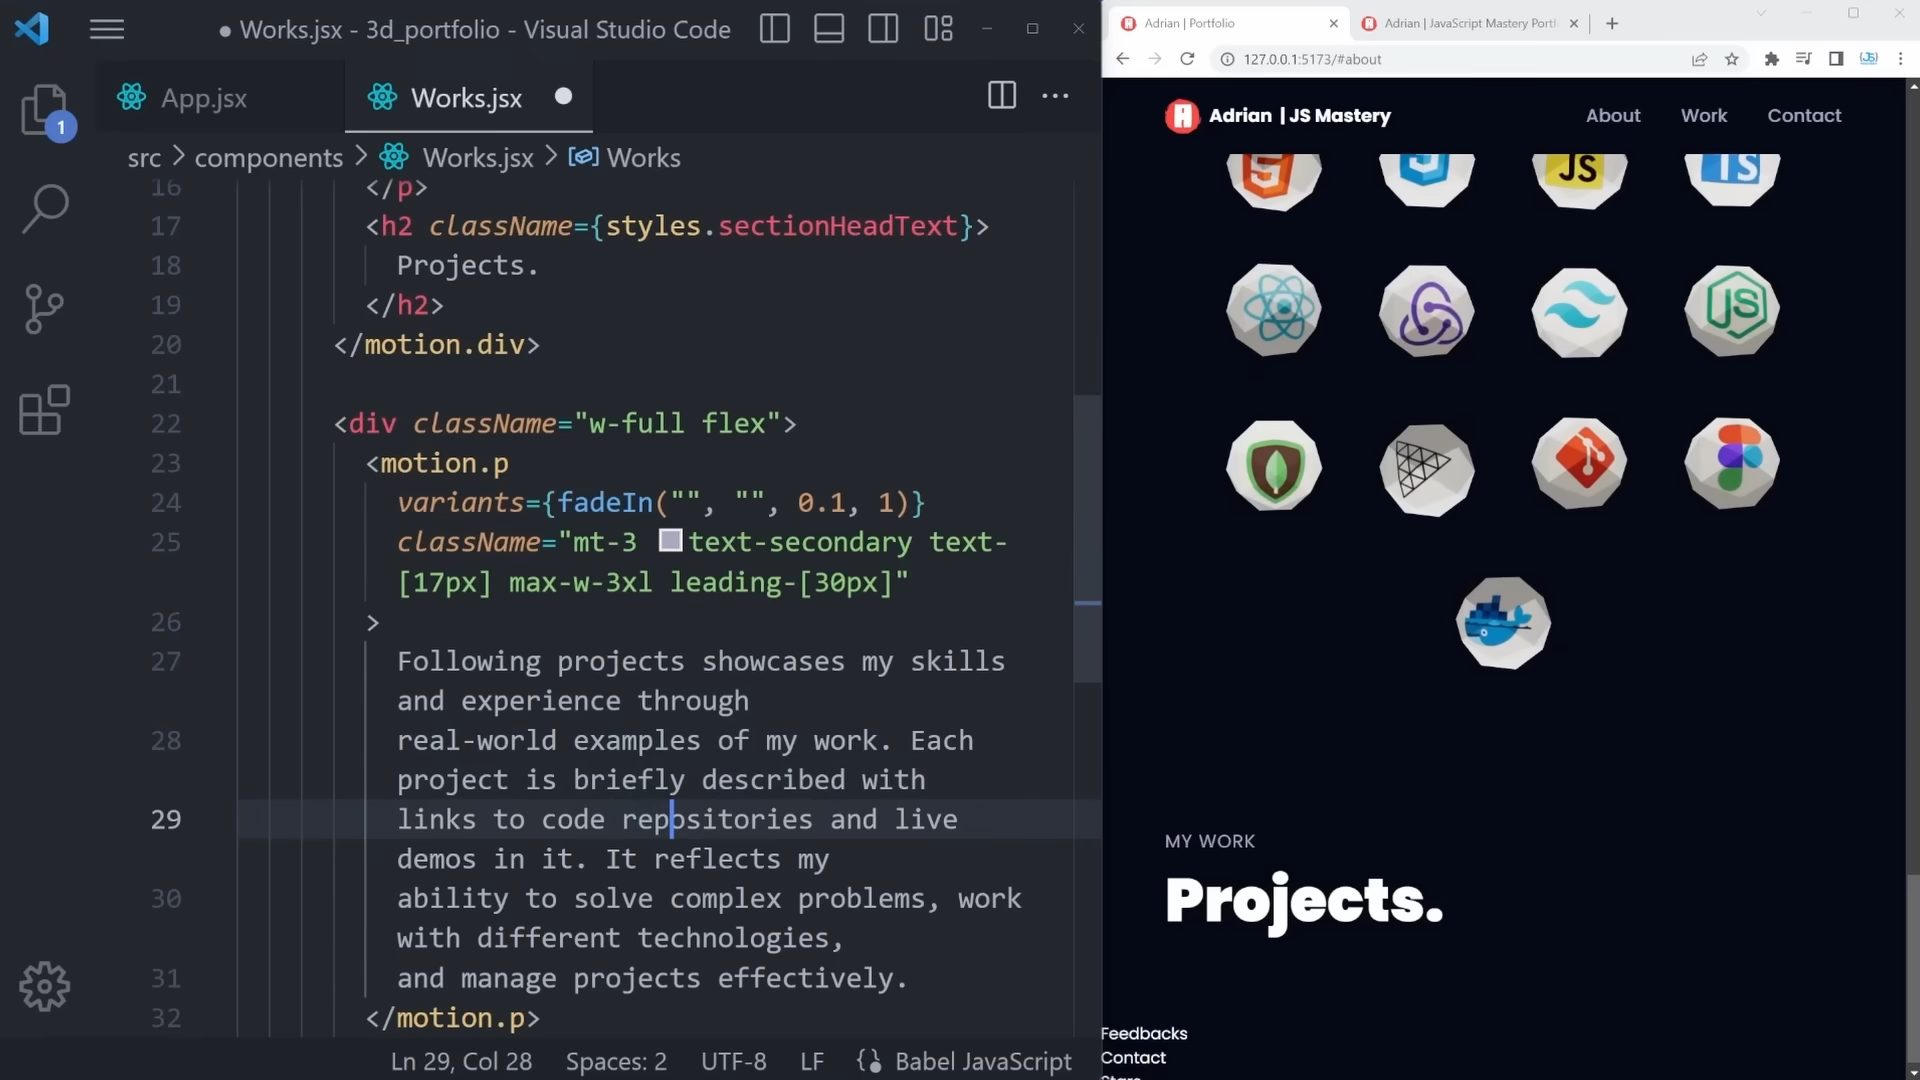 Works.jsx - 3d_portfolio - Visual Studio Code
App.jsx
Works.jsx
1
src > components > Works.jsx > Works
16 </p>
17 <h2 className={styles.sectionHeadText}>
18 Projects.
19 </h2>
20 </motion.div>
21
22 <div className="w-full flex">
23 <motion.p
24 variants={fadeIn("", "", 0.1, 1)}
25 className="mt-3 text-secondary text-
[17px] max-w-3xl leading-[30px]"
26 >
27 Following projects showcases my skills
and experience through
28 real-world examples of my work. Each
project is briefly described with
29 links to code repositories and live
demos in it. It reflects my
30 ability to solve complex problems, work
with different technologies,
31 and manage projects effectively.
32 </motion.p>
Ln 29, Col 28 Spaces: 2 UTF-8 LF Babel JavaScript
Adrian | Portfolio
Adrian | JavaScript Mastery Portf
127.0.0.1:5173/#about
Adrian | JS Mastery
About Work Contact
JS
TS
JS
MY WORK
Projects.
Feedbacks
Contact